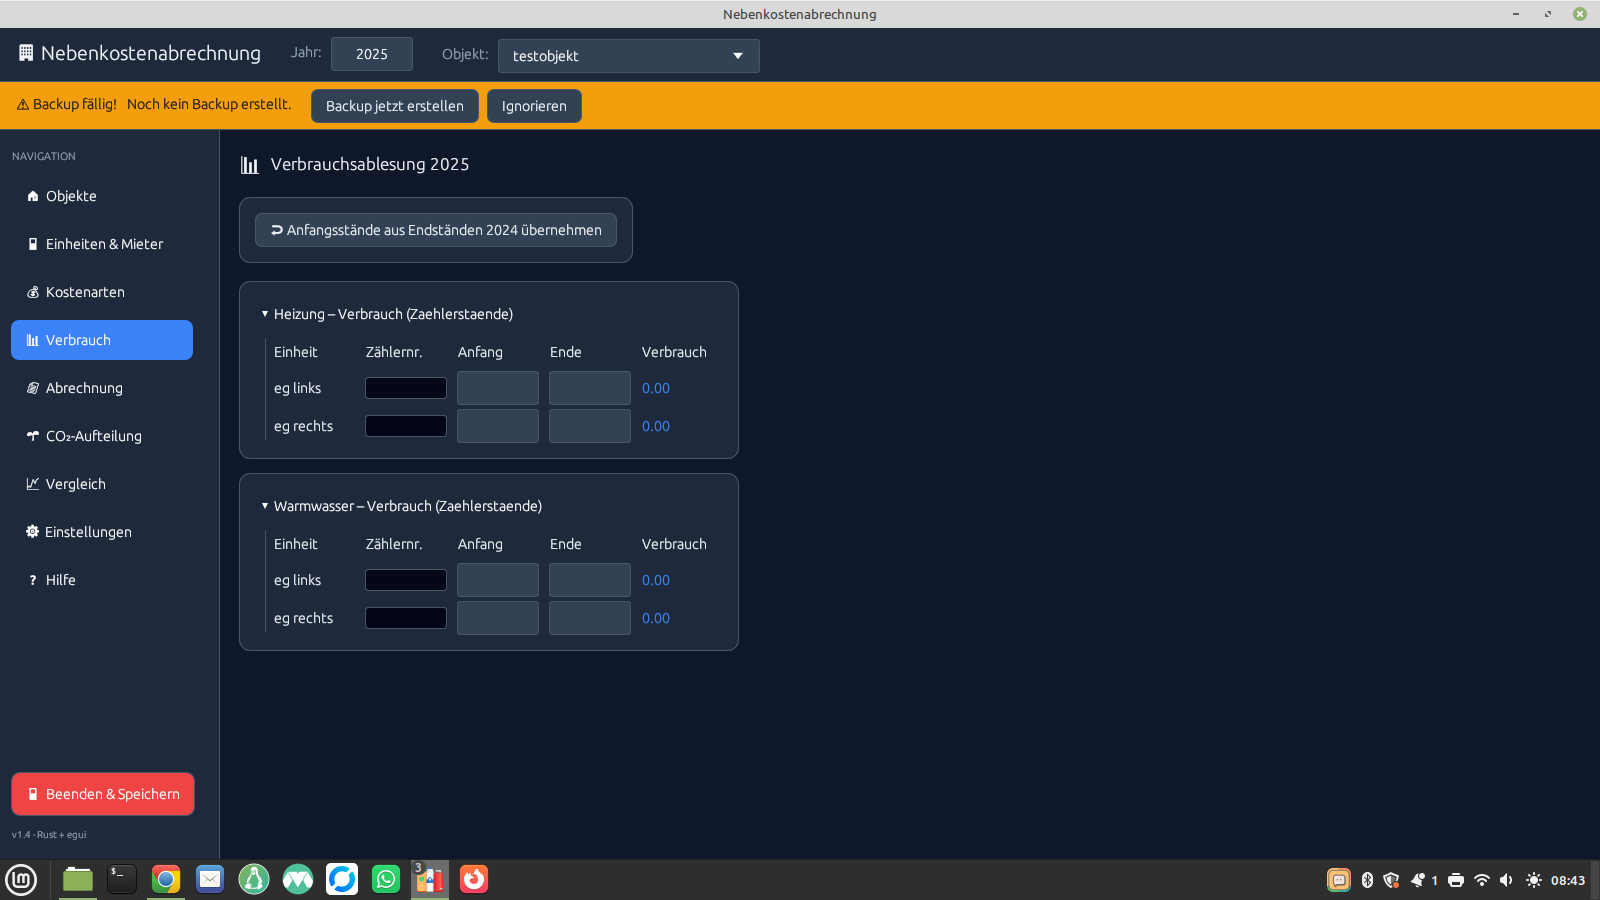 Nebenkostenabrechnung
Nebenkostenabrechnung Jahr: 2025 Objekt: testobjekt
⚠ Backup fällig! Noch kein Backup erstellt. Backup jetzt erstellen Ignorieren
NAVIGATION
Objekte
Einheiten & Mieter
Kostenarten
Verbrauch
Abrechnung
CO₂-Aufteilung
Vergleich
Einstellungen
? Hilfe
Beenden & Speichern
v1.4 · Rust + egui
Verbrauchsablesung 2025
Anfangsstände aus Endständen 2024 übernehmen
Heizung – Verbrauch (Zaehlerstaende)
Einheit Zählernr. Anfang Ende Verbrauch
eg links 0.00
eg rechts 0.00
Warmwasser – Verbrauch (Zaehlerstaende)
Einheit Zählernr. Anfang Ende Verbrauch
eg links 0.00
eg rechts 0.00
$_ 3 1 08:43